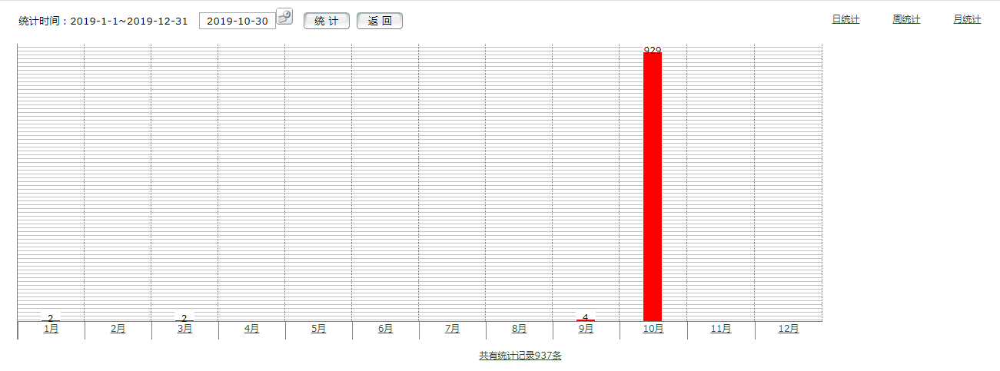 统计时间：2019-1-1~2019-12-31 2019-10-30 统 计 返 回 日统计 周统计 月统计
929
2 2 4
1月 2月 3月 4月 5月 6月 7月 8月 9月 10月 11月 12月
共有统计记录937条